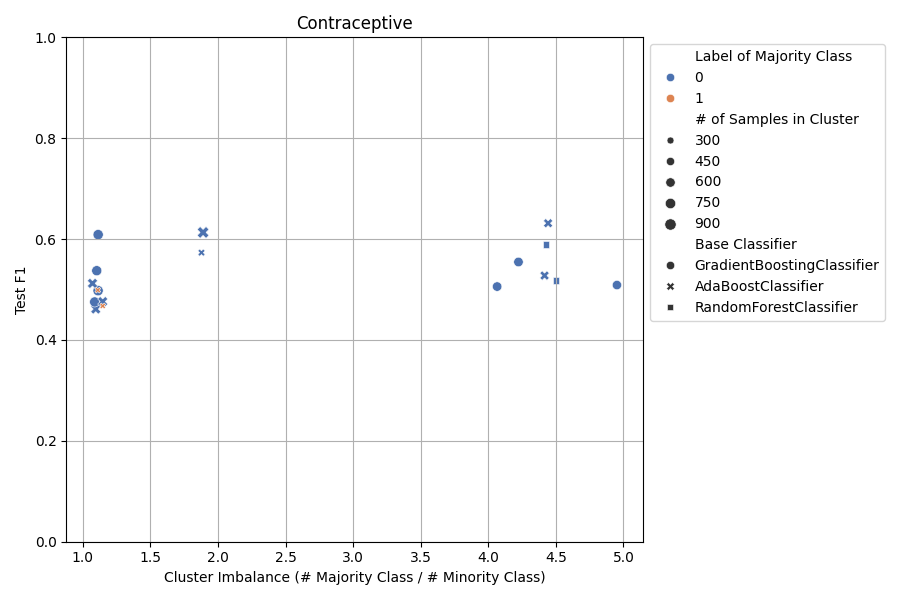 Contraceptive
1.0
0.8
0.6
0.4
0.2
0.0
Test F1
1.0 1.5 2.0 2.5 3.0 3.5 4.0 4.5 5.0
Cluster Imbalance (# Majority Class / # Minority Class)
Label of Majority Class
0
1
# of Samples in Cluster
300
450
600
750
900
Base Classifier
GradientBoostingClassifier
AdaBoostClassifier
RandomForestClassifier